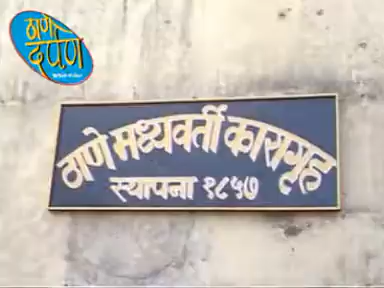 ठाणे
दर्पण
ठाणे मध्यवर्ती कारागृह
स्थापना १८५७